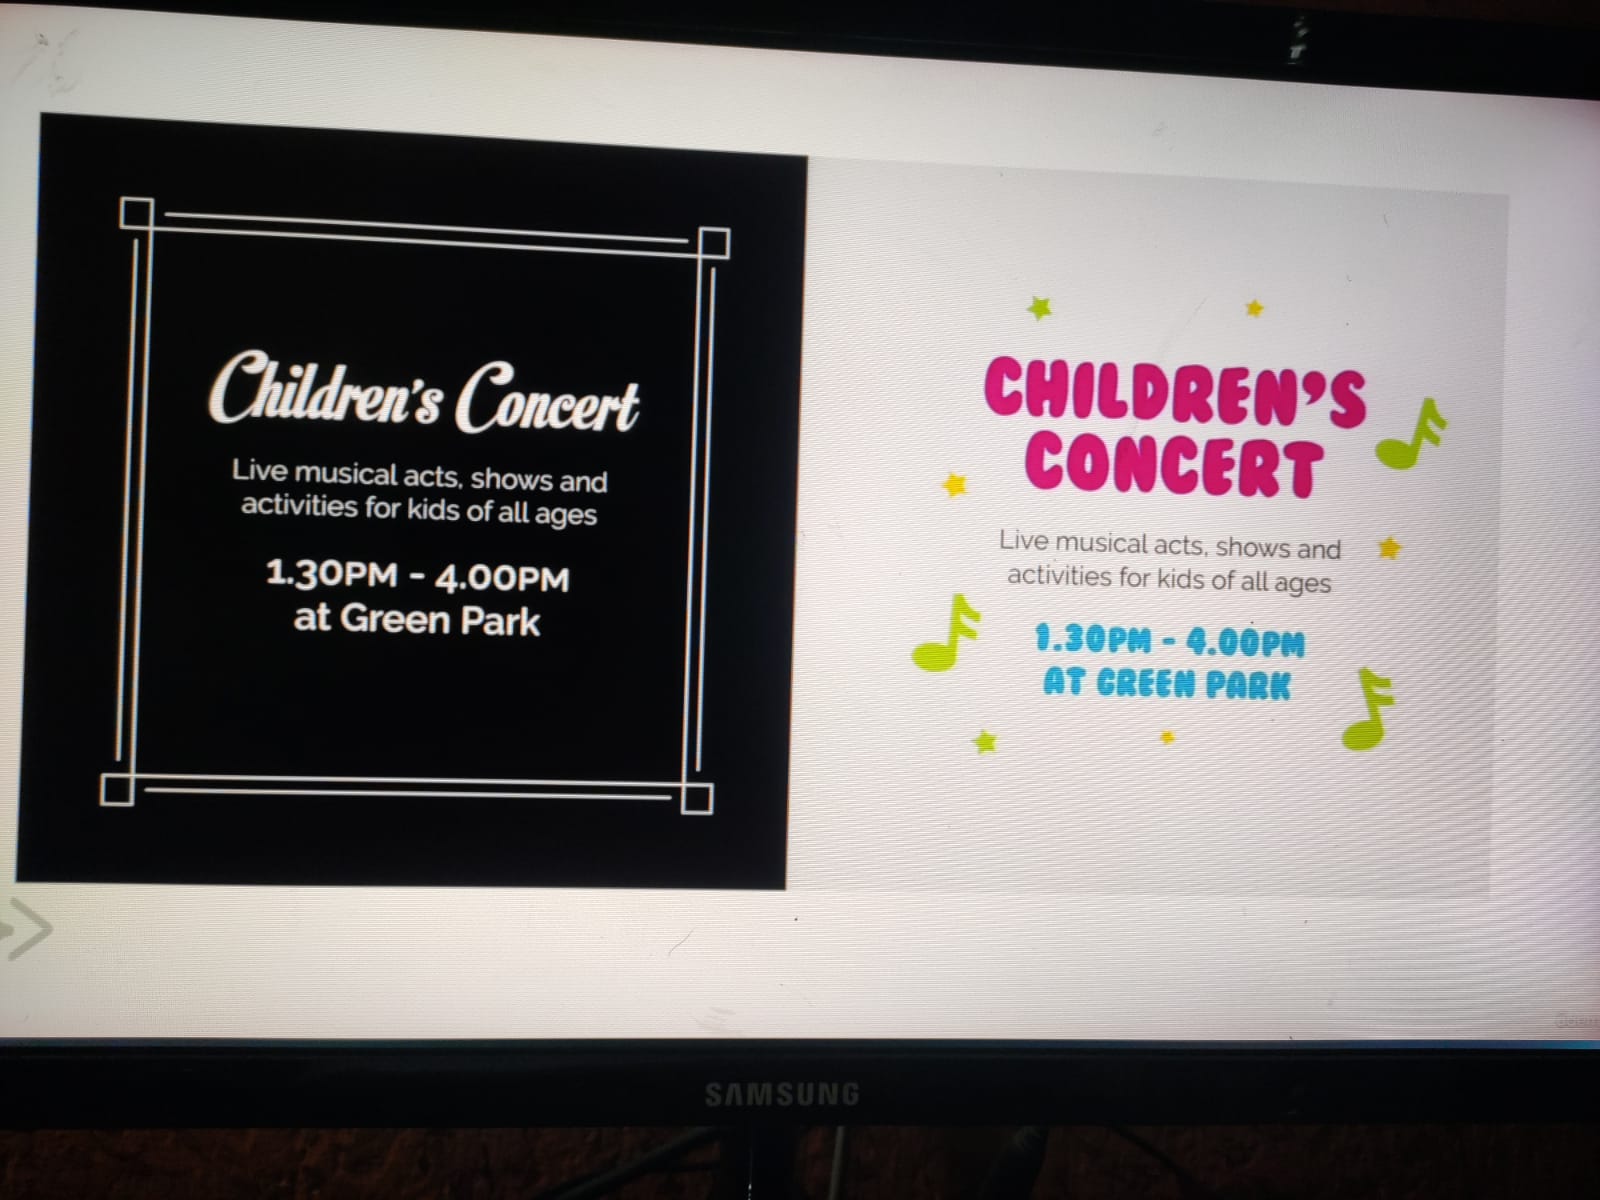 Children's Concert
Live musical acts, shows and
activities for kids of all ages
1.30PM - 4.00PM
at Green Park
CHILDREN'S
CONCERT
Live musical acts, shows and
activities for kids of all ages
1.30PM - 4.00PM
AT GREEN PARK
SAMSUNG